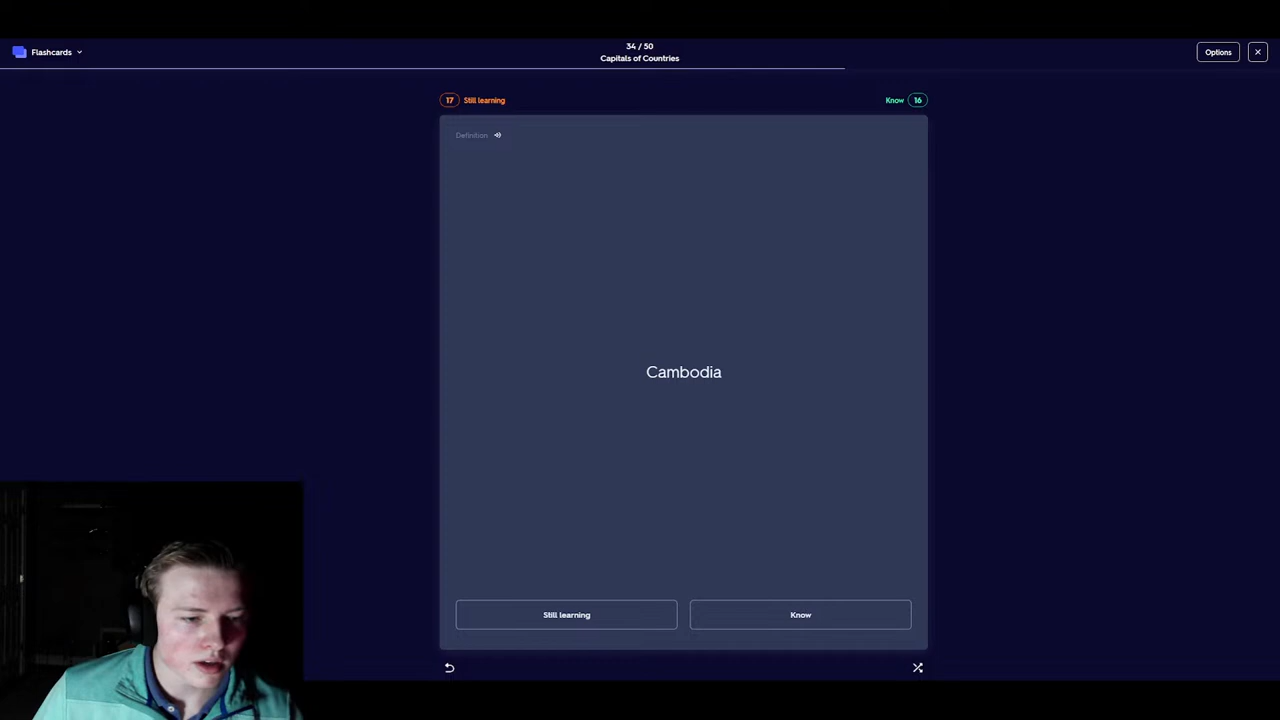 Flashcards
34 / 50
Capitals of Countries
Options
17 Still learning
Know 16
Definition
Cambodia
Still learning
Know